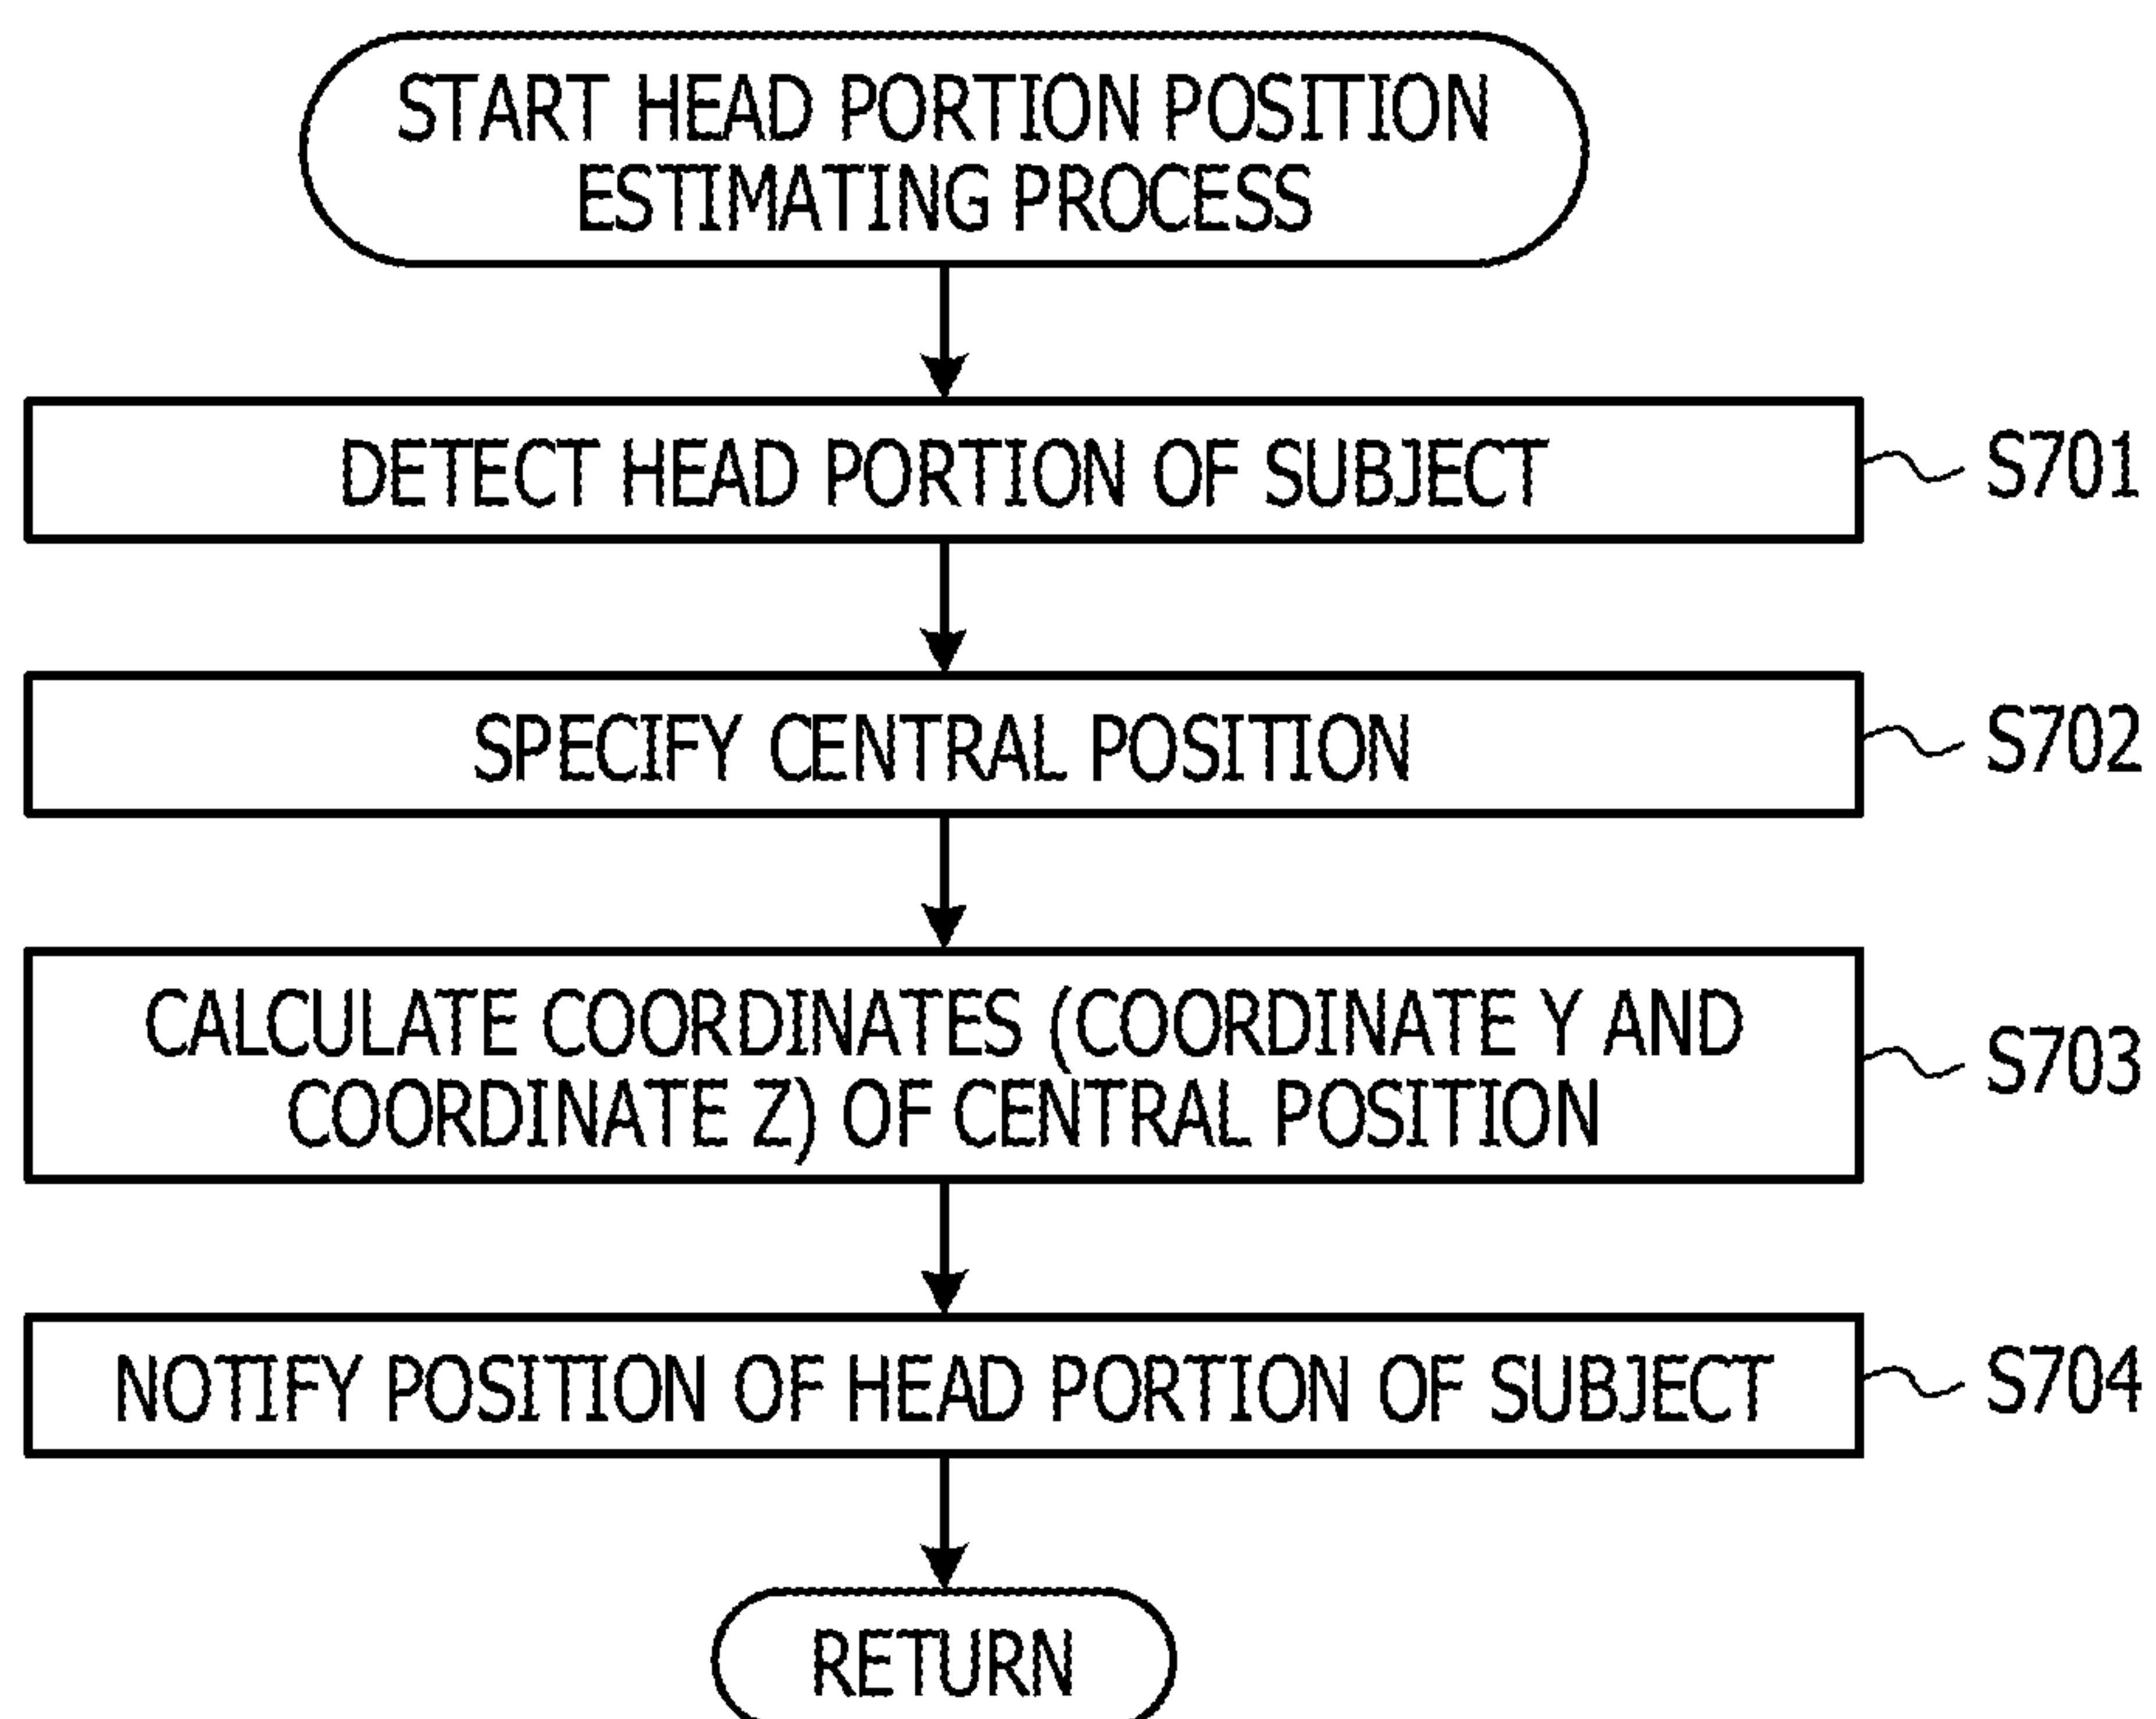 START HEAD PORTION POSITION
ESTIMATING PROCESS
DETECT HEAD PORTION OF SUBJECT
S701
SPECIFY CENTRAL POSITION
S702
CALCULATE COORDINATES (COORDINATE Y AND
COORDINATE Z) OF CENTRAL POSITION
S703
NOTIFY POSITION OF HEAD PORTION OF SUBJECT
S704
RETURN